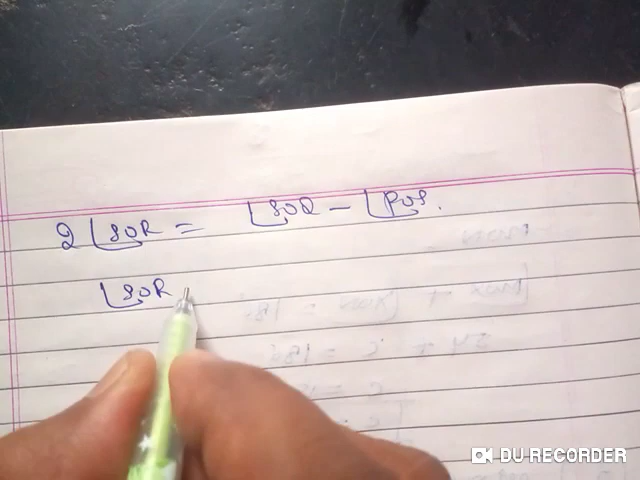 2 ∠SOR = ∠SOQ - ∠POS.
∠SOR
DU RECORDER